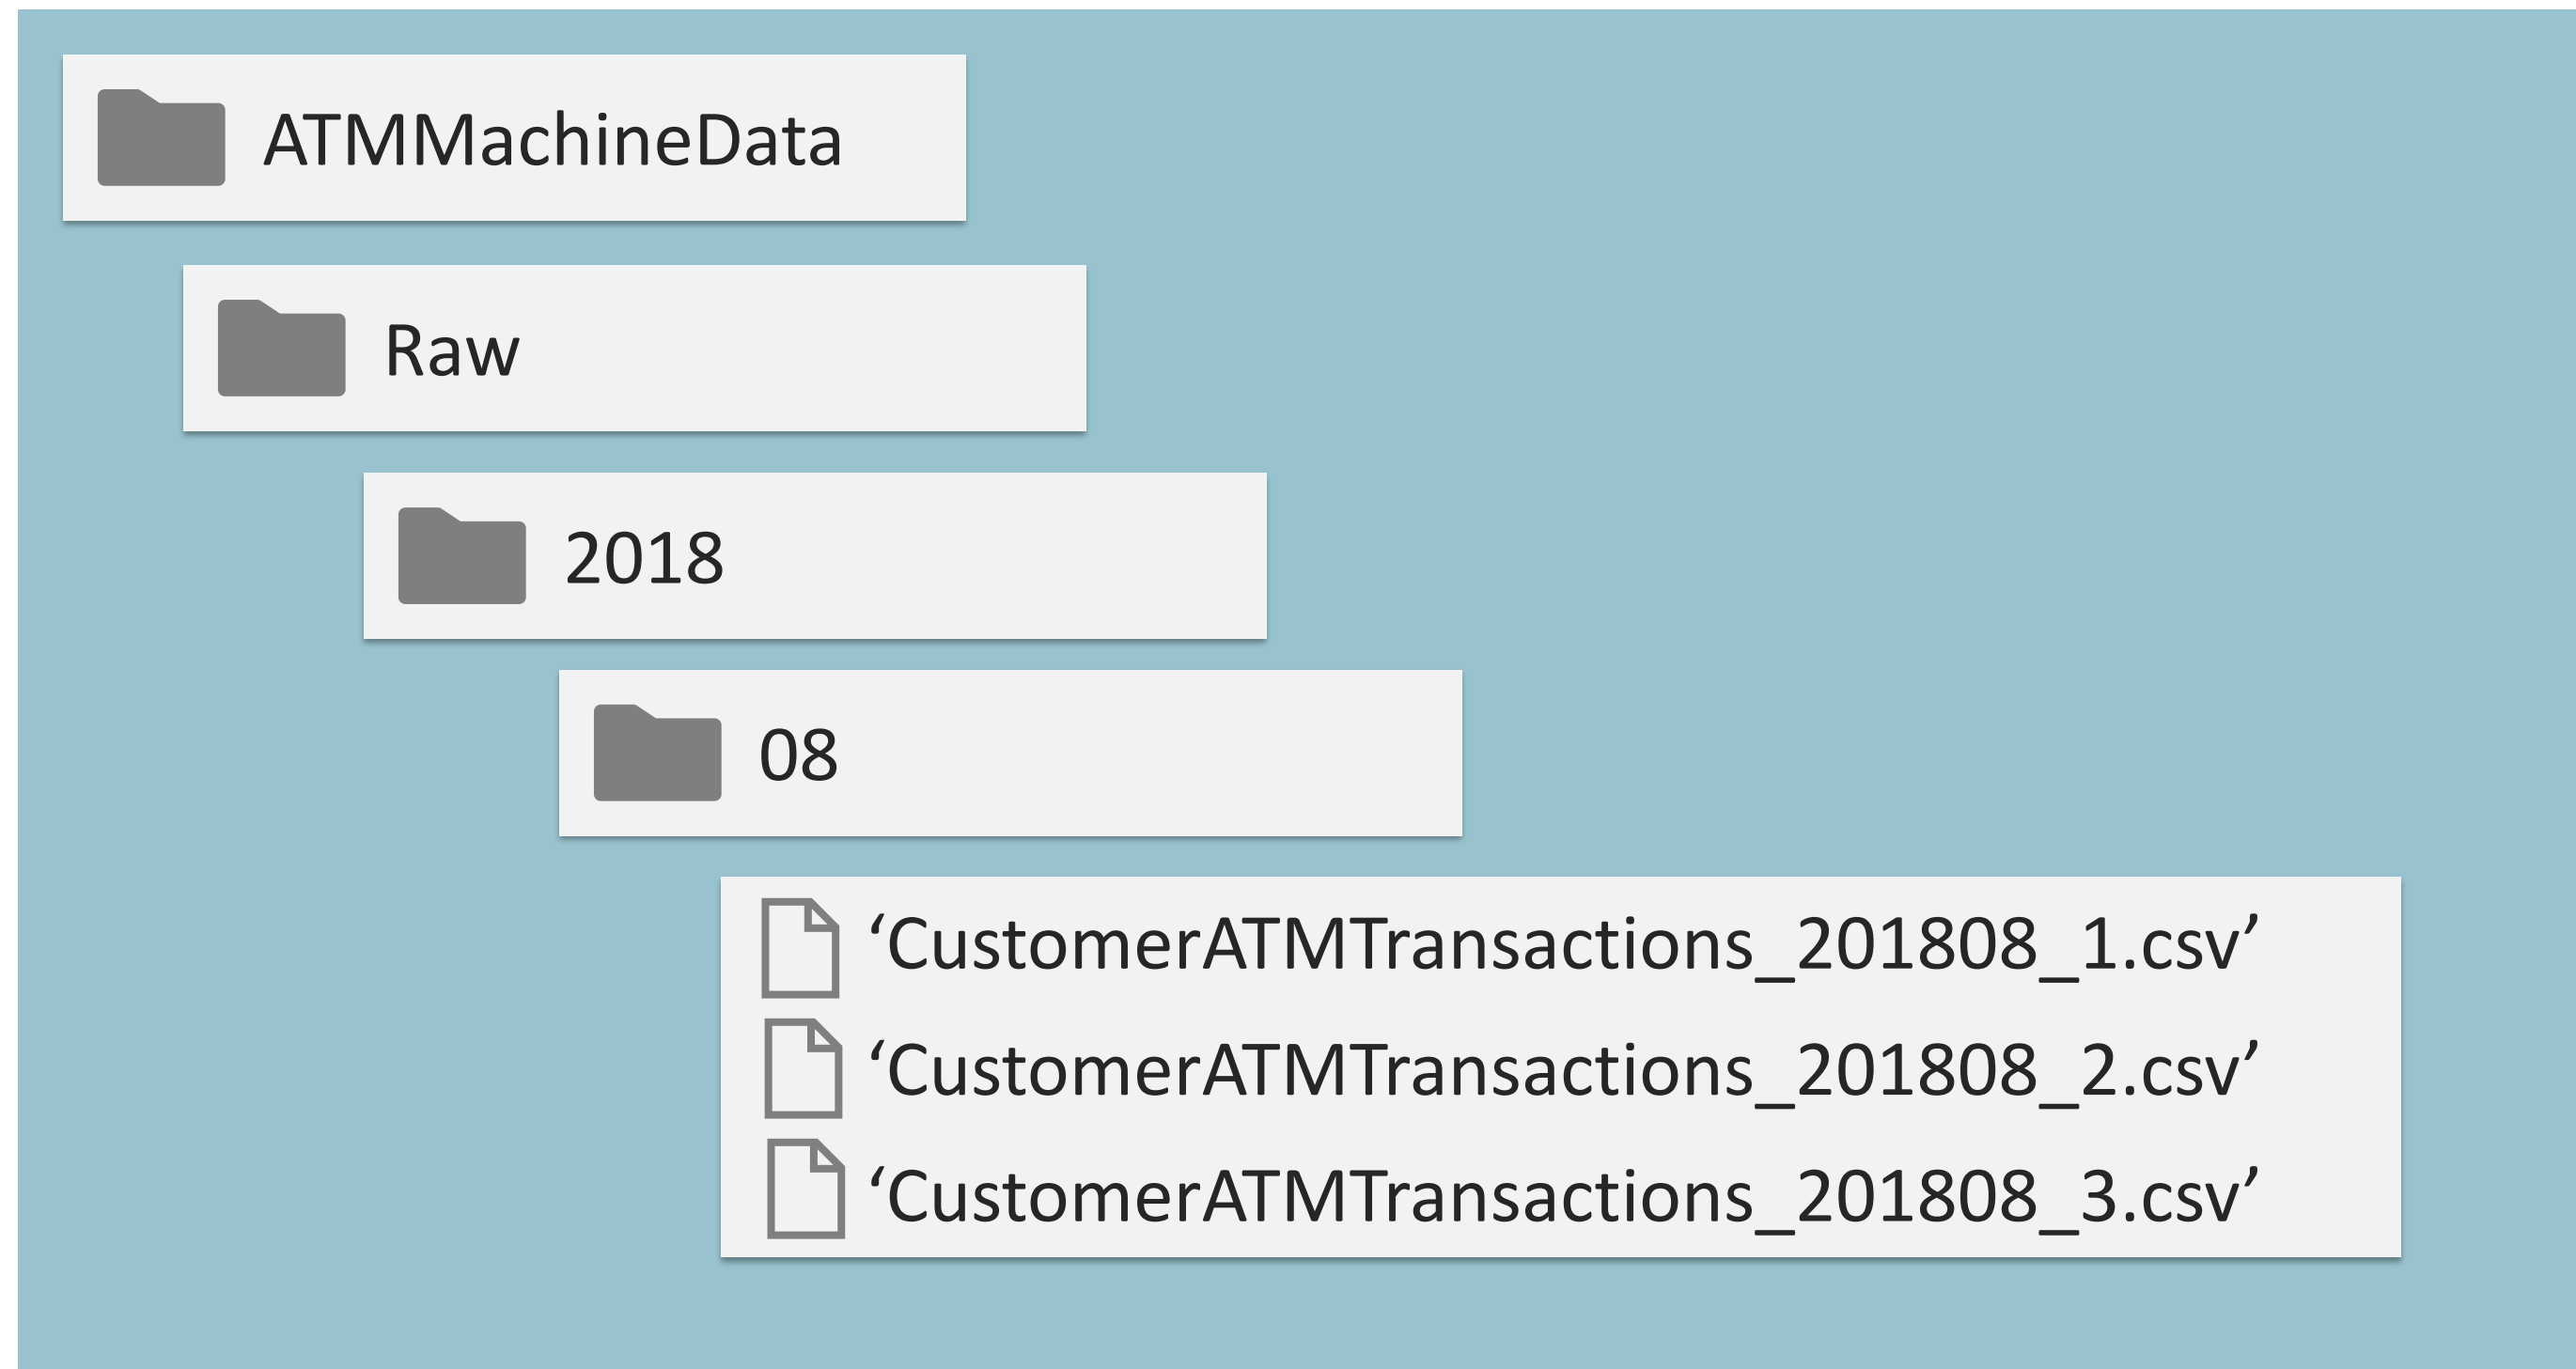 ATMMachineData
Raw
2018
08
‘CustomerATMTransactions_201808_1.csv’
‘CustomerATMTransactions_201808_2.csv’
‘CustomerATMTransactions_201808_3.csv’